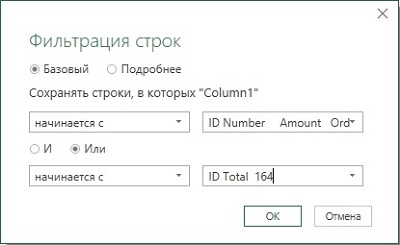 Фильтрация строк
Базовый Подробнее
Сохранять строки, в которых "Column1"
начинается с ID Number Amount Ord
И Или
начинается с ID Total 164
OK Отмена